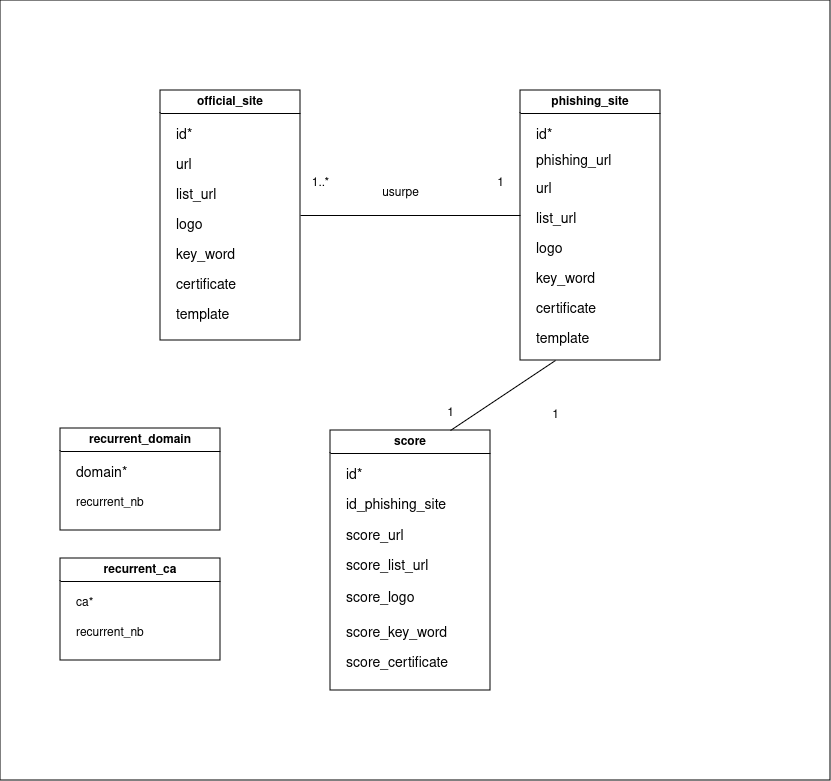 official_site
id*
url
list_url
logo
key_word
certificate
template
1..*
usurpe
1
phishing_site
id*
phishing_url
url
list_url
logo
key_word
certificate
template
1
1
recurrent_domain
domain*
recurrent_nb
recurrent_ca
ca*
recurrent_nb
score
id*
id_phishing_site
score_url
score_list_url
score_logo
score_key_word
score_certificate